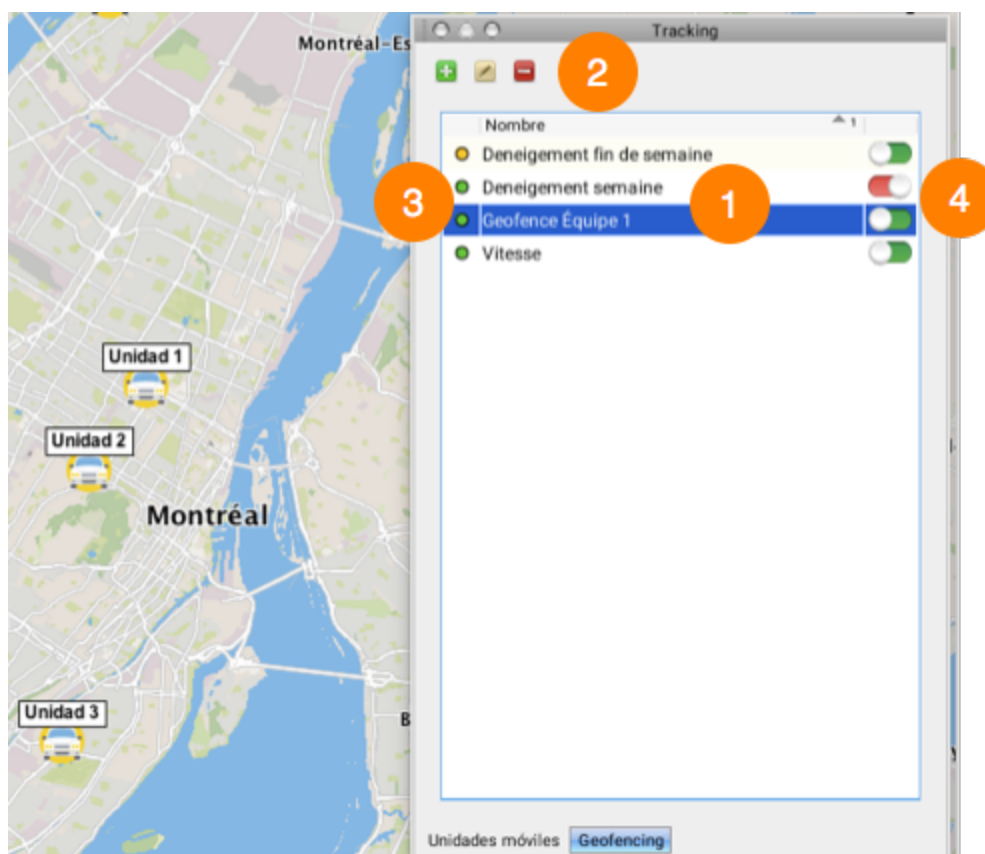 Montréal-Es
Tracking
2
Nombre
1
Deneigement fin de semaine
Deneigement semaine
3
1
4
Geofence Équipe 1
Vitesse
Unidad 1
Unidad 2
Montréal
Unidad 3
B
Unidades móviles
Geofencing